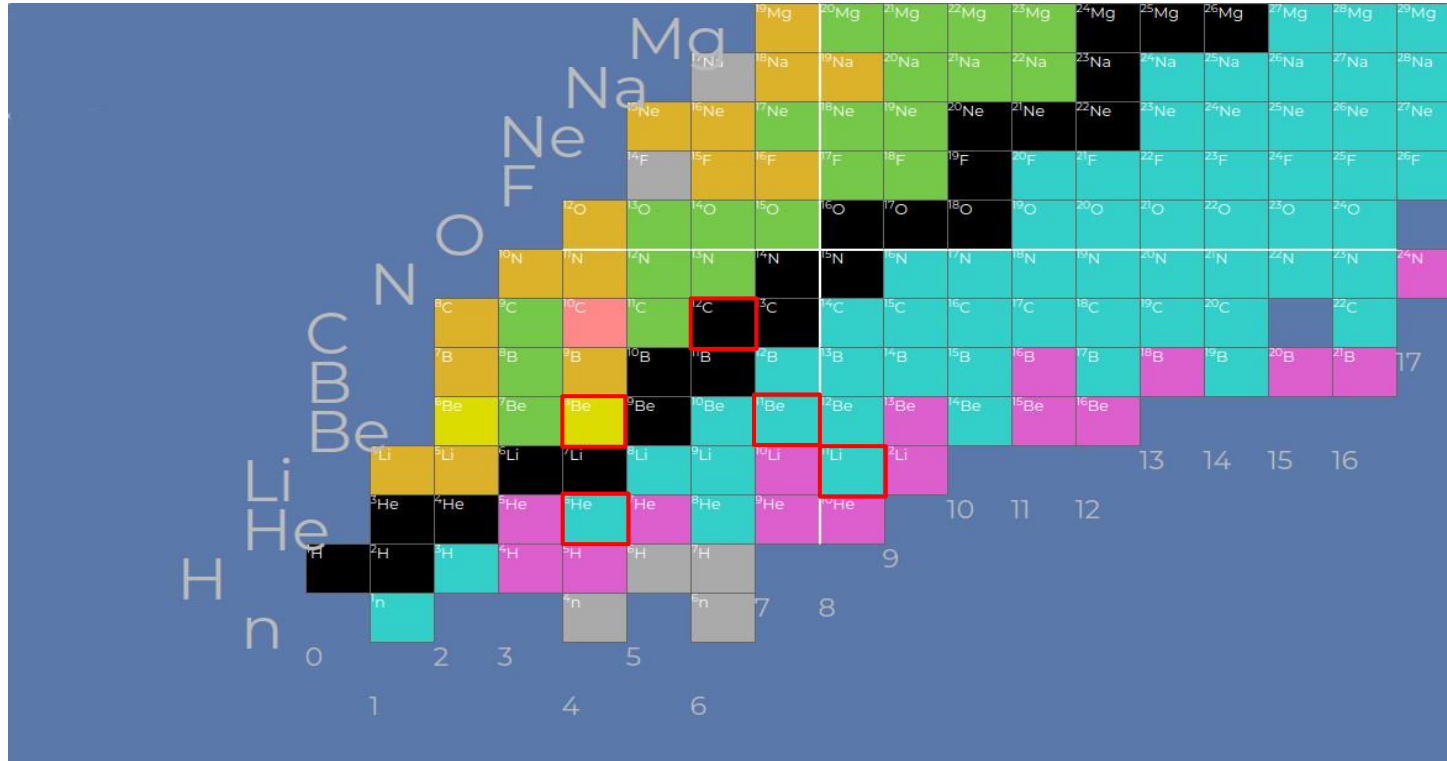 Mg ¹⁹Mg ²⁰Mg ²¹Mg ²²Mg ²³Mg ²⁴Mg ²⁵Mg ²⁶Mg ²⁷Mg ²⁸Mg ²⁹Mg
Na ¹⁷Na ¹⁸Na ¹⁹Na ²⁰Na ²¹Na ²²Na ²³Na ²⁴Na ²⁵Na ²⁶Na ²⁷Na ²⁸Na
Ne ¹⁵Ne ¹⁶Ne ¹⁷Ne ¹⁸Ne ¹⁹Ne ²⁰Ne ²¹Ne ²²Ne ²³Ne ²⁴Ne ²⁵Ne ²⁶Ne ²⁷Ne
F ¹⁴F ¹⁵F ¹⁶F ¹⁷F ¹⁸F ¹⁹F ²⁰F ²¹F ²²F ²³F ²⁴F ²⁵F ²⁶F
O ¹²O ¹³O ¹⁴O ¹⁵O ¹⁶O ¹⁷O ¹⁸O ¹⁹O ²⁰O ²¹O ²²O ²³O ²⁴O
N ¹⁰N ¹¹N ¹²N ¹³N ¹⁴N ¹⁵N ¹⁶N ¹⁷N ¹⁸N ¹⁹N ²⁰N ²¹N ²²N ²³N ²⁴N
C ⁸C ⁹C ¹⁰C ¹¹C ¹²C ¹³C ¹⁴C ¹⁵C ¹⁶C ¹⁷C ¹⁸C ¹⁹C ²⁰C ²²C
B ⁷B ⁸B ⁹B ¹⁰B ¹¹B ¹²B ¹³B ¹⁴B ¹⁵B ¹⁶B ¹⁷B ¹⁸B ¹⁹B ²⁰B ²¹B 17
Be ⁶Be ⁷Be ⁸Be ⁹Be ¹⁰Be ¹¹Be ¹²Be ¹³Be ¹⁴Be ¹⁵Be ¹⁶Be
Li Li ⁵Li ⁶Li ⁷Li ⁸Li ⁹Li ¹⁰Li ¹¹Li ¹²Li 13 14 15 16
He ³He ⁴He ⁵He ⁶He ⁷He ⁸He ⁹He ¹⁰He 10 11 12
H ¹H ²H ³H ⁴H ⁵H ⁶H ⁷H 9
n ¹n ⁴n ⁶n 7 8
0 2 3 5
1 4 6